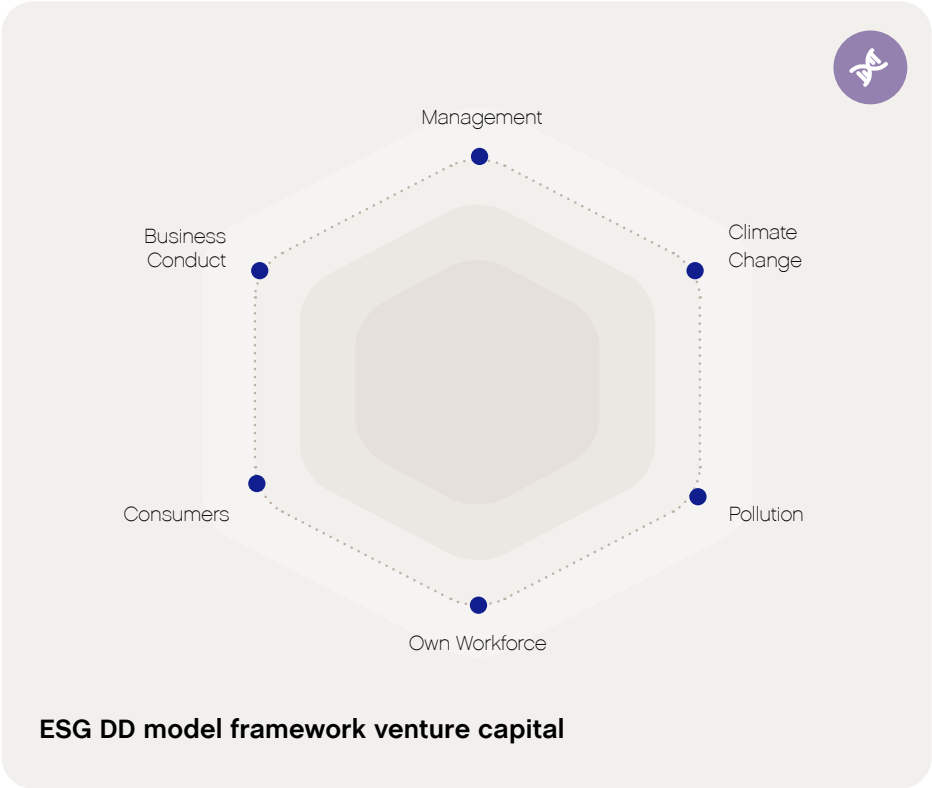 Management
Business
Conduct
Climate
Change
Consumers
Pollution
Own Workforce
ESG DD model framework venture capital